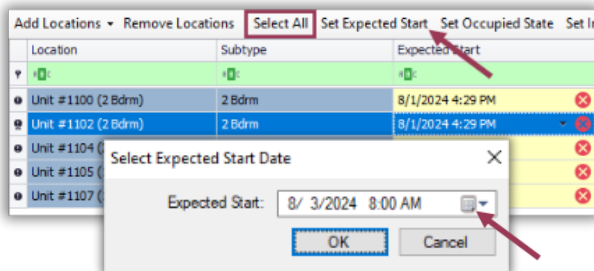 Add Locations Remove Locations Select All Set Expected Start Set Occupied State Set
Location Subtype Expected Start
Unit #1100 (2 Bdrm) 2 Bdrm 8/1/2024 4:29 PM
Unit #1102 (2 Bdrm) 2 Bdrm 8/1/2024 4:29 PM
Unit #1104 (
Unit #1105 (
Unit #1107 (
Select Expected Start Date
Expected Start: 8/ 3/2024 8:00 AM
OK Cancel